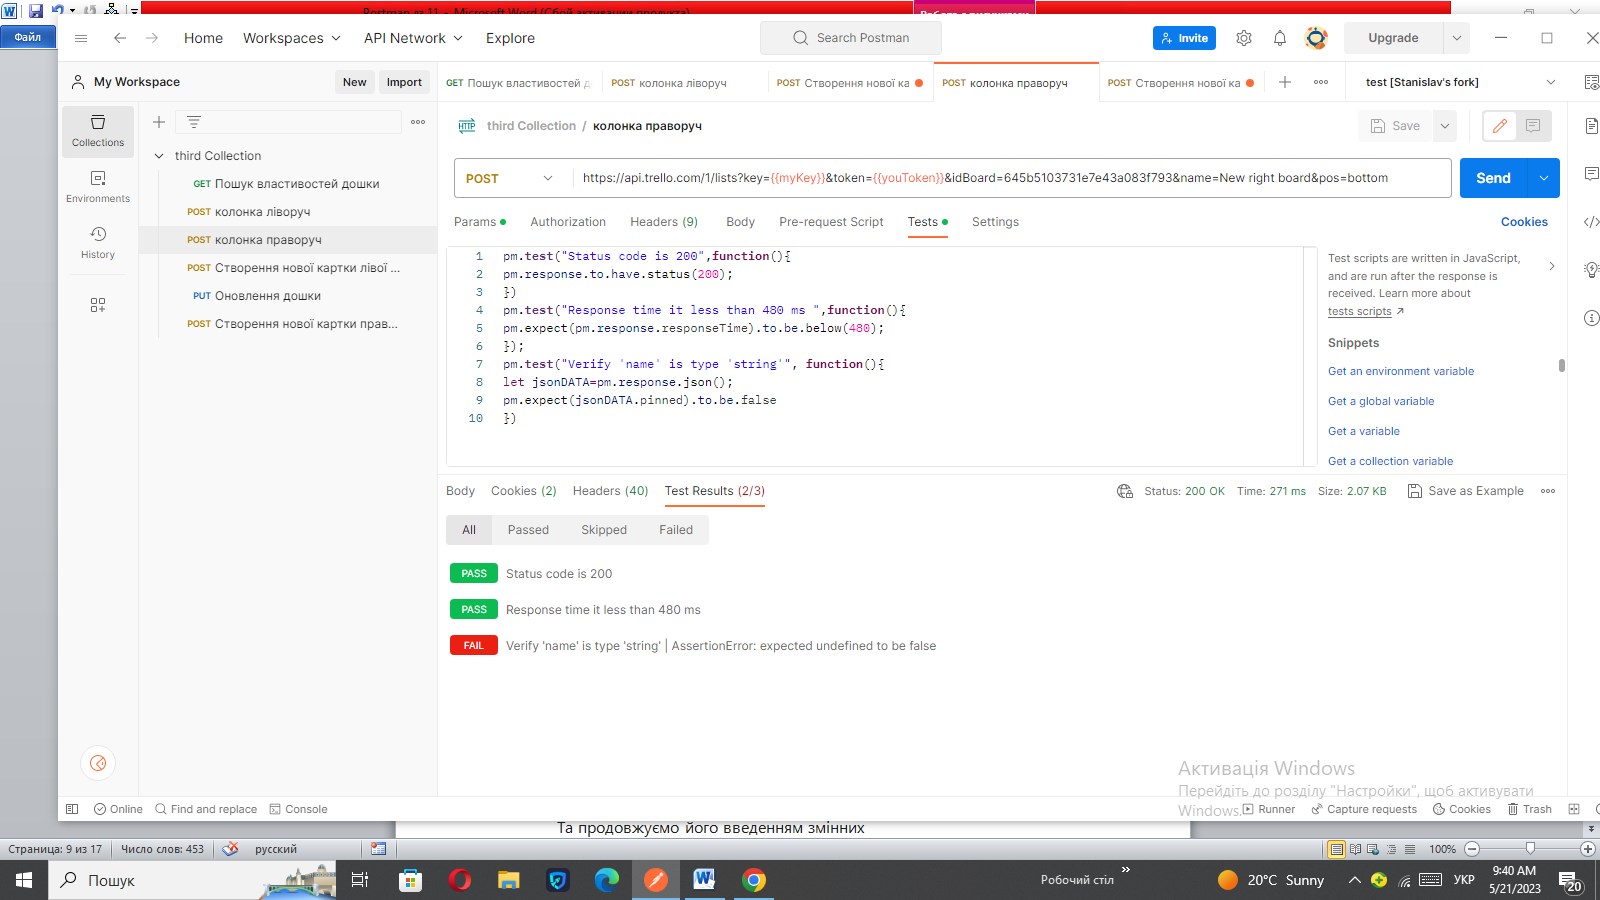 Postman дз 11 - Microsoft Word (Сбой активации продукта)
Файл
Home
Workspaces
API Network
Explore
Search Postman
Invite
Upgrade
My Workspace
New
Import
GET Пошук властивостей д
POST колонка ліворуч
POST Створення нової ка
POST колонка праворуч
POST Створення нової ка
test [Stanislav's fork]
Collections
Environments
History
third Collection
GET Пошук властивостей дошки
POST колонка ліворуч
POST колонка праворуч
POST Створення нової картки лівої ...
PUT Оновлення дошки
POST Створення нової картки прав...
HTTP third Collection / колонка праворуч
Save
POST
https://api.trello.com/1/lists?key={{myKey}}&token={{youToken}}&idBoard=645b5103731e7e43a083f793&name=New right board&pos=bottom
Send
Params
Authorization
Headers (9)
Body
Pre-request Script
Tests
Settings
Cookies
1 pm.test("Status code is 200",function(){
2 pm.response.to.have.status(200);
3 })
4 pm.test("Response time it less than 480 ms ",function(){
5 pm.expect(pm.response.responseTime).to.be.below(480);
6 });
7 pm.test("Verify 'name' is type 'string'", function(){
8 let jsonDATA=pm.response.json();
9 pm.expect(jsonDATA.pinned).to.be.false
10 })
Test scripts are written in JavaScript,
and are run after the response is
received. Learn more about
tests scripts ↗
Snippets
Get an environment variable
Get a global variable
Get a variable
Get a collection variable
Body
Cookies (2)
Headers (40)
Test Results (2/3)
Status: 200 OK
Time: 271 ms
Size: 2.07 KB
Save as Example
All
Passed
Skipped
Failed
PASS Status code is 200
PASS Response time it less than 480 ms
FAIL Verify 'name' is type 'string' | AssertionError: expected undefined to be false
Активація Windows
Перейдіть до розділу "Настройки", щоб активувати
Windows.
Online
Find and replace
Console
Runner
Capture requests
Cookies
Trash
Та продовжуємо його введенням змінних
Страница: 9 из 17
Число слов: 453
русский
100%
Пошук
Робочий стіл
20°C Sunny
УКР
9:40 AM
5/21/2023
20